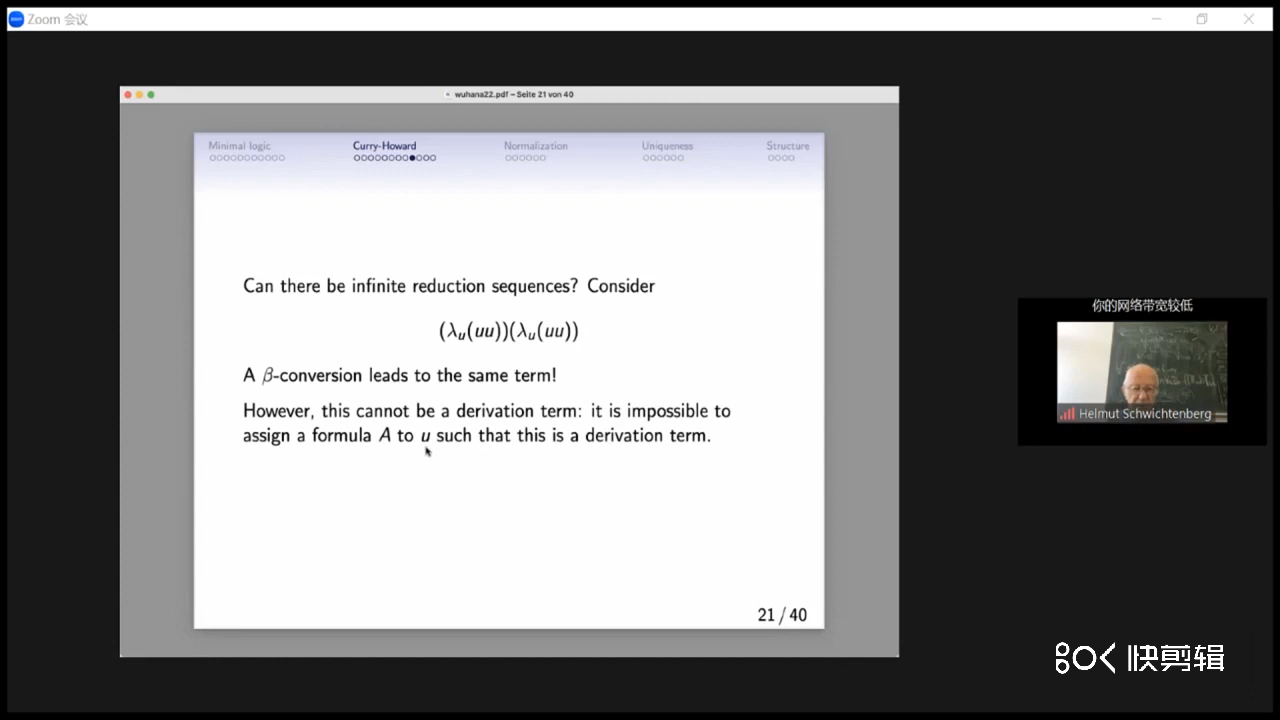 zoom Zoom 会议
wuhana22.pdf – Seite 21 von 40
Minimal logic Curry-Howard Normalization Uniqueness Structure
Can there be infinite reduction sequences? Consider
(λᵤ(uu))(λᵤ(uu))
A β-conversion leads to the same term!
However, this cannot be a derivation term: it is impossible to
assign a formula A to u such that this is a derivation term.
21 / 40
你的网络带宽较低
Helmut Schwichtenberg
快剪辑